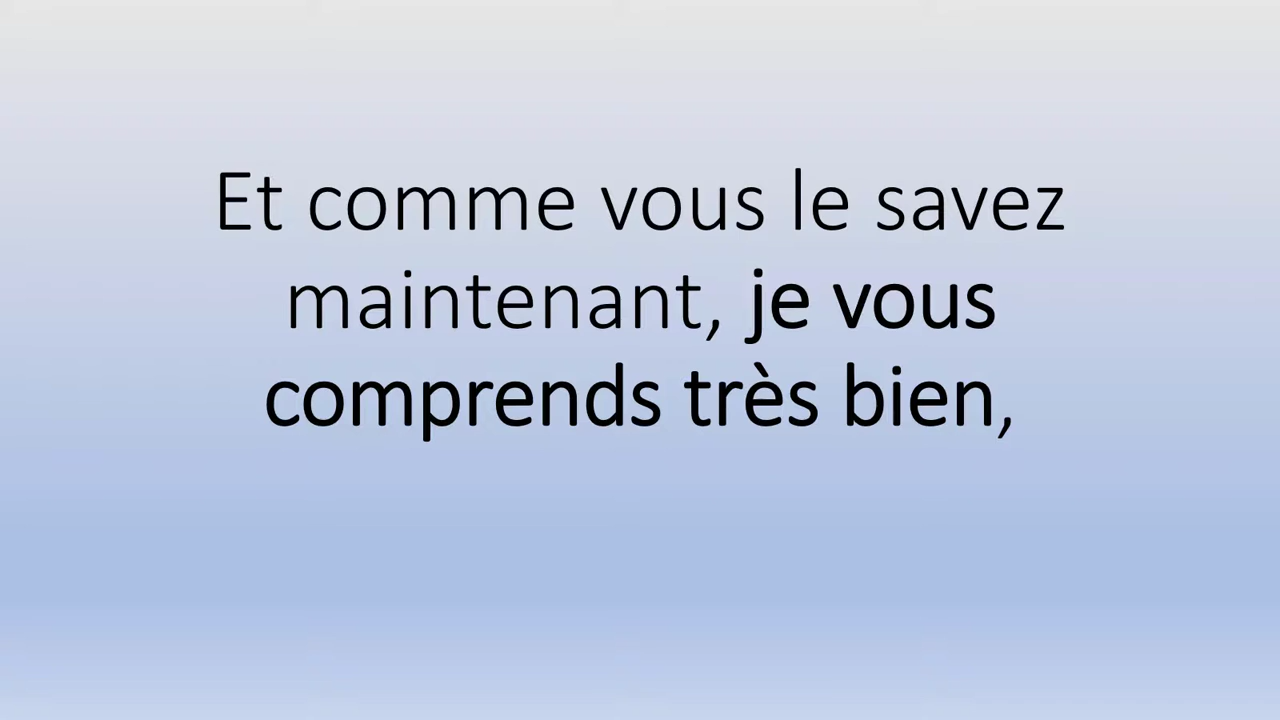 Et comme vous le savez
maintenant, je vous
comprends très bien,